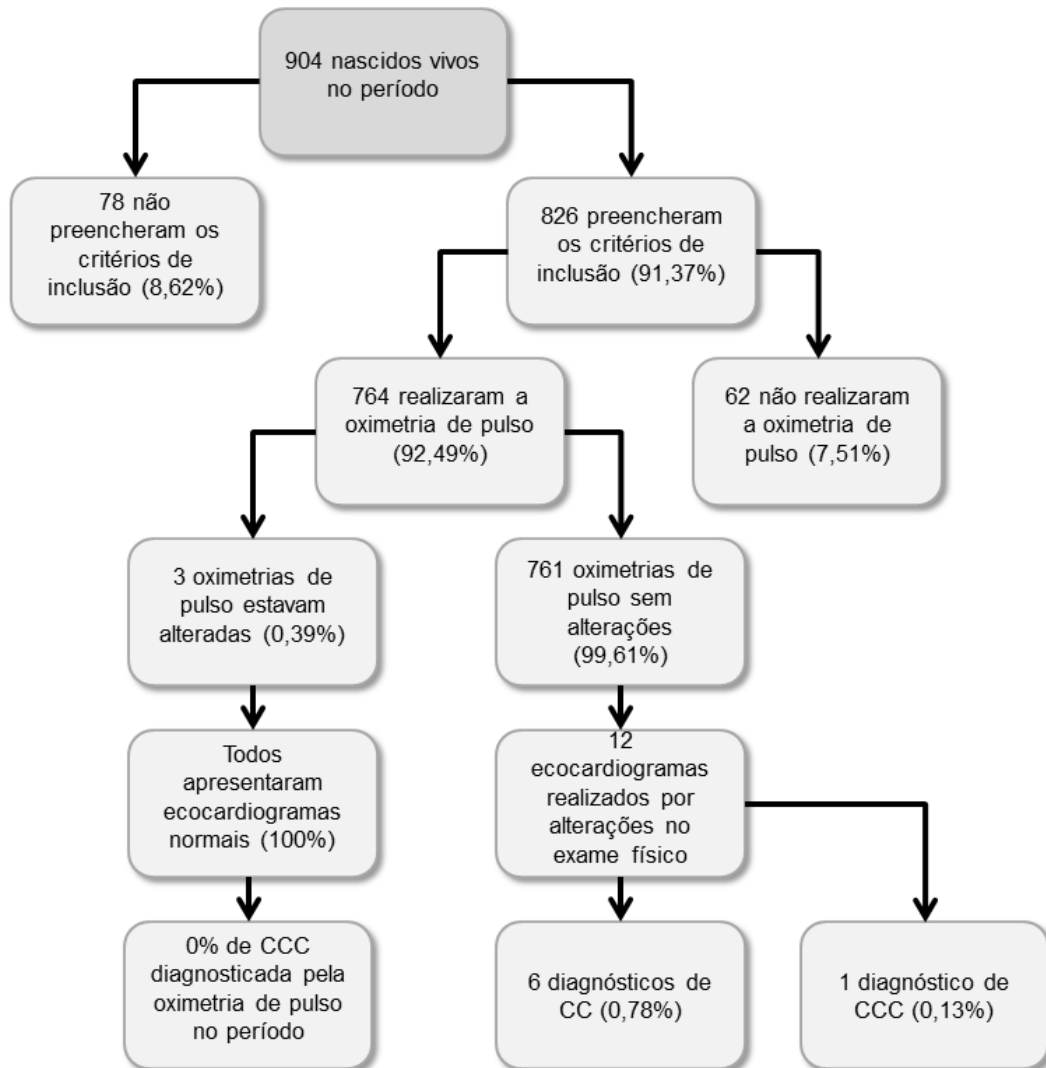 904 nascidos vivos
no período
78 não
preencheram os
critérios de
inclusão (8,62%)
826 preencheram
os critérios de
inclusão (91,37%)
764 realizaram a
oximetria de pulso
(92,49%)
62 não realizaram
a oximetria de
pulso (7,51%)
3 oximetrias de
pulso estavam
alteradas (0,39%)
761 oximetrias de
pulso sem
alterações
(99,61%)
Todos
apresentaram
ecocardiogramas
normais (100%)
12
ecocardiogramas
realizados por
alterações no
exame físico
0% de CCC
diagnosticada pela
oximetria de pulso
no período
6 diagnósticos de
CC (0,78%)
1 diagnóstico de
CCC (0,13%)